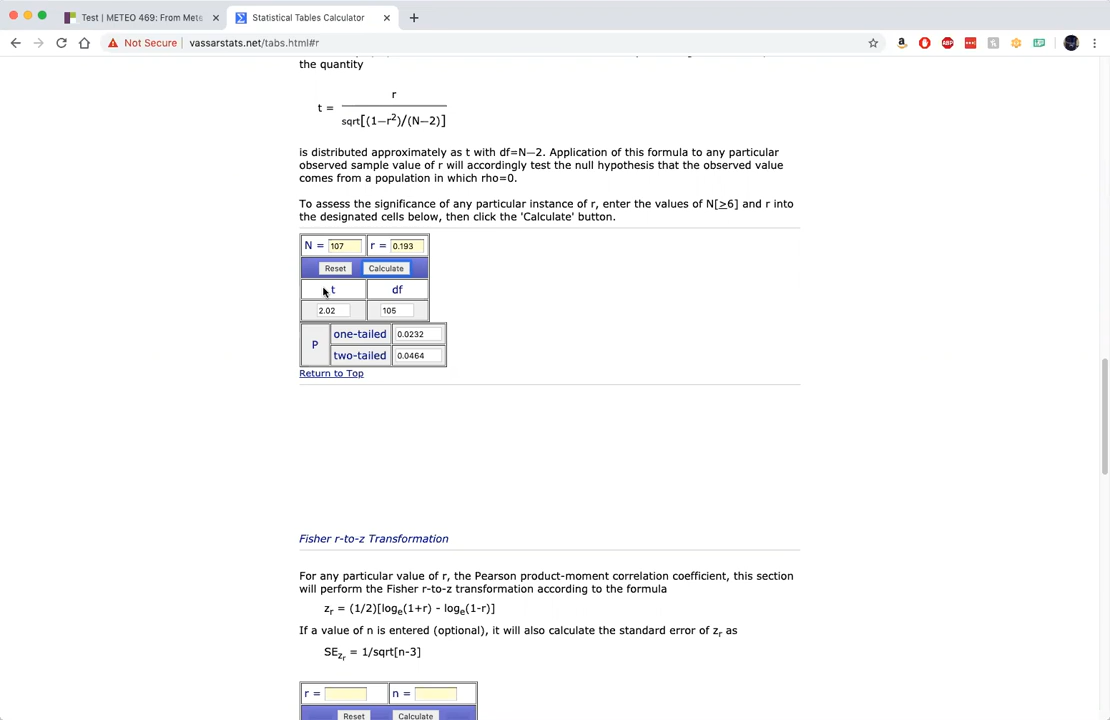 Test | METEO 469: From Mete
Statistical Tables Calculator
Not Secure | vassarstats.net/tabs.html#r
ABP
the quantity
r
t =
sqrt[(1—r2)/(N—2)]
is distributed approximately as t with df=N—2. Application of this formula to any particular
observed sample value of r will accordingly test the null hypothesis that the observed value
comes from a population in which rho=0.
To assess the significance of any particular instance of r, enter the values of N[>6] and r into
the designated cells below, then click the 'Calculate' button.
N = 107 r = 0.193
Reset Calculate
t df
2.02 105
P one-tailed 0.0232
two-tailed 0.0464
Return to Top
Fisher r-to-z Transformation
For any particular value of r, the Pearson product-moment correlation coefficient, this section
will perform the Fisher r-to-z transformation according to the formula
zr = (1/2)[loge(1+r) - loge(1-r)]
If a value of n is entered (optional), it will also calculate the standard error of zr as
SEzr = 1/sqrt[n-3]
r = n =
Reset Calculate